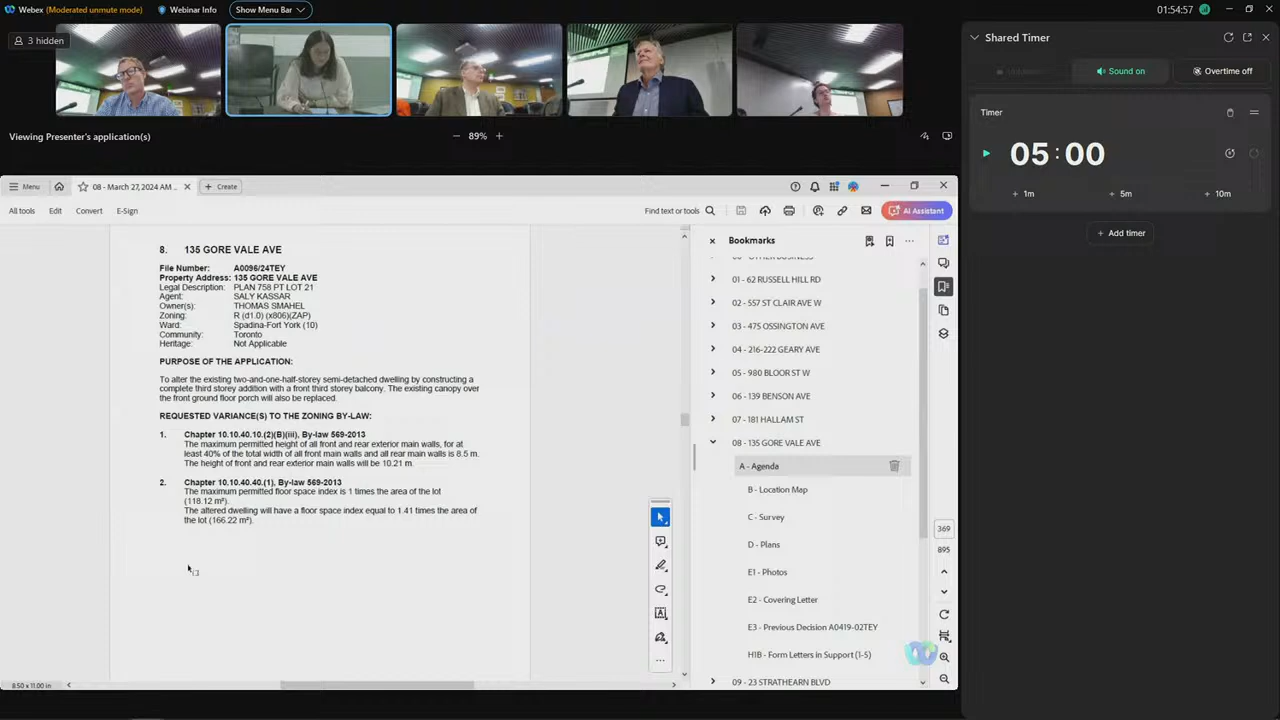 Webex (Moderated unmute mode)
Webinar Info
Show Menu Bar
01:54:57
3 hidden
Viewing Presenter's application(s)
89%
Shared Timer
Sound on
Overtime off
Timer
05:00
+ 1m
+ 5m
+ 10m
+ Add timer
Menu
08 - March 27, 2024 AM ...
+ Create
All tools
Edit
Convert
E-Sign
Find text or tools
AI Assistant
8. 135 GORE VALE AVE
File Number: A0096/24TEY
Property Address: 135 GORE VALE AVE
Legal Description: PLAN 758 PT LOT 21
Agent: SALY KASSAR
Owner(s): THOMAS SMAHEL
Zoning: R (d1.0) (x806)(ZAP)
Ward: Spadina-Fort York (10)
Community: Toronto
Heritage: Not Applicable
PURPOSE OF THE APPLICATION:
To alter the existing two-and-one-half-storey semi-detached dwelling by constructing a
complete third storey addition with a front third storey balcony. The existing canopy over
the front ground floor porch will also be replaced.
REQUESTED VARIANCE(S) TO THE ZONING BY-LAW:
1. Chapter 10.10.40.10.(2)(B)(iii), By-law 569-2013
The maximum permitted height of all front and rear exterior main walls, for at
least 40% of the total width of all front main walls and all rear main walls is 8.5 m.
The height of front and rear exterior main walls will be 10.21 m.
2. Chapter 10.10.40.40.(1), By-law 569-2013
The maximum permitted floor space index is 1 times the area of the lot
(118.12 m²).
The altered dwelling will have a floor space index equal to 1.41 times the area of
the lot (166.22 m²).
8.50 x 11.00 in
Bookmarks
00 - OTHER BUSINESS
01 - 62 RUSSELL HILL RD
02 - 557 ST CLAIR AVE W
03 - 475 OSSINGTON AVE
04 - 216-222 GEARY AVE
05 - 980 BLOOR ST W
06 - 139 BENSON AVE
07 - 181 HALLAM ST
08 - 135 GORE VALE AVE
A - Agenda
B - Location Map
C - Survey
D - Plans
E1 - Photos
E2 - Covering Letter
E3 - Previous Decision A0419-02TEY
H1B - Form Letters in Support (1-5)
09 - 23 STRATHEARN BLVD
369
895